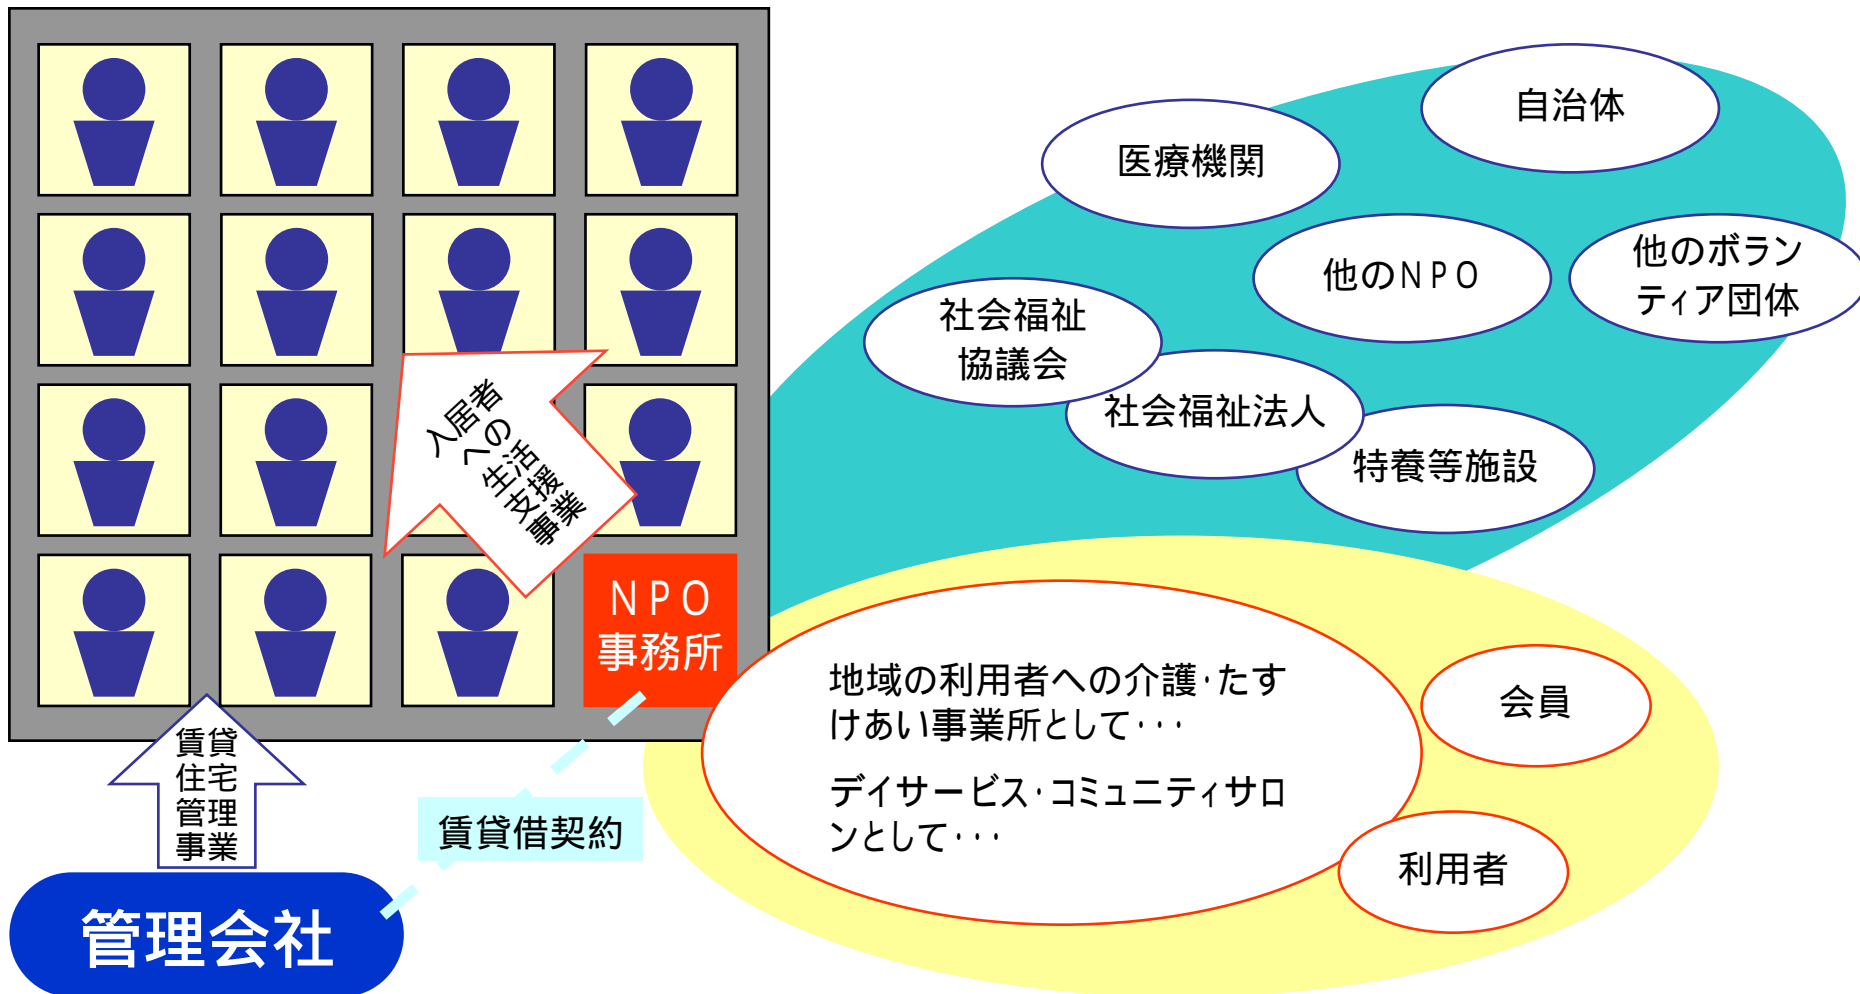 自治体
医療機関
他のNPO
他のボラン
ティア団体
社会福祉
協議会
社会福祉法人
特養等施設
入居者
への
生活
支援
事業
NPO
事務所
地域の利用者への介護・たす
けあい事業所として・・・
デイサービス・コミュニティサロ
ンとして・・・
会員
利用者
賃貸
住宅
管理
事業
賃貸借契約
管理会社